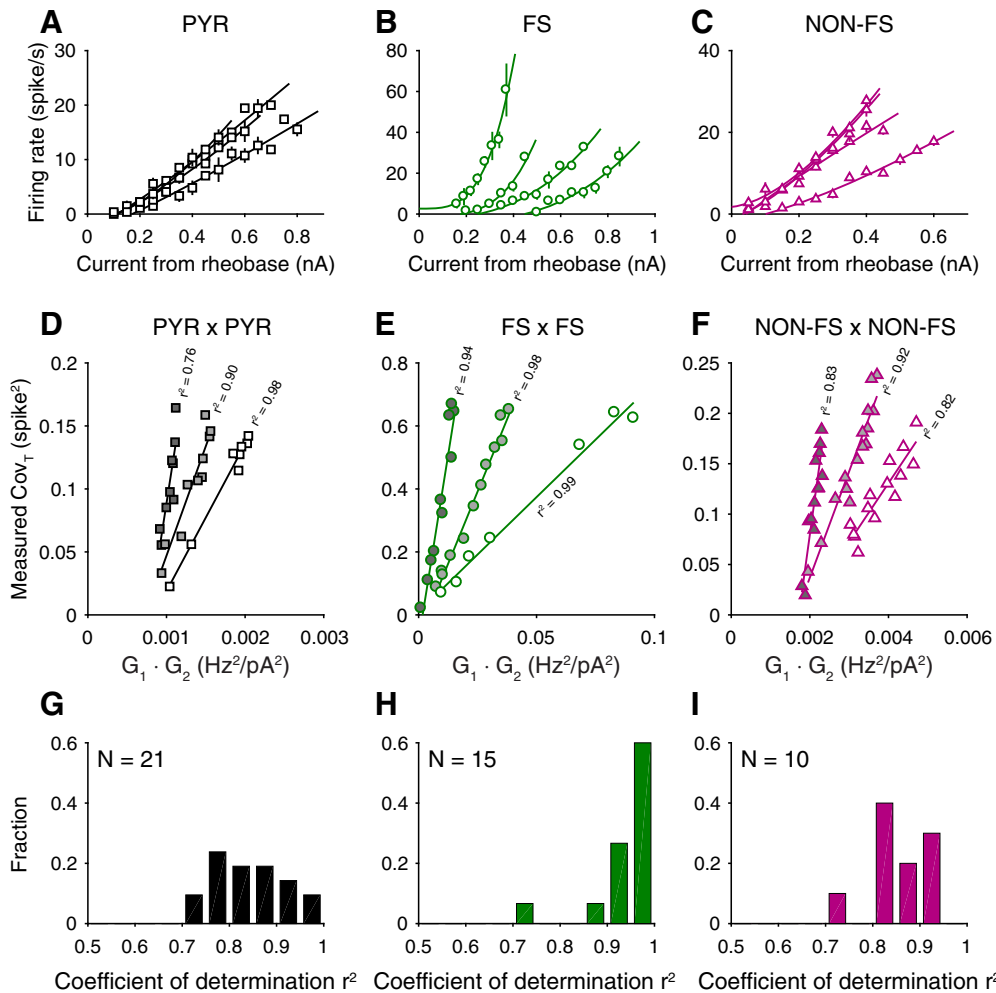 A PYR
B FS
C NON-FS
Firing rate (spike/s)
30
20
10
0
0 0.2 0.4 0.6 0.8
Current from rheobase (nA)
80
60
40
20
0
0 0.2 0.4 0.6 0.8 1
Current from rheobase (nA)
40
20
0
0 0.2 0.4 0.6
Current from rheobase (nA)
D PYR x PYR
E FS x FS
F NON-FS x NON-FS
Measured Cov_T (spike²)
0.2
0.15
0.1
0.05
0
r² = 0.76
r² = 0.90
r² = 0.98
0 0.001 0.002 0.003
G₁ · G₂ (Hz²/pA²)
0.8
0.6
0.4
0.2
0
r² = 0.94
r² = 0.98
r² = 0.99
0 0.05 0.1
G₁ · G₂ (Hz²/pA²)
0.25
0.2
0.15
0.1
0.05
0
r² = 0.83
r² = 0.92
r² = 0.82
0 0.002 0.004 0.006
G₁ · G₂ (Hz²/pA²)
G
H
I
Fraction
0.6
0.4
0.2
0
N = 21
0.5 0.6 0.7 0.8 0.9 1
Coefficient of determination r²
0.6
0.4
0.2
0
N = 15
0.5 0.6 0.7 0.8 0.9 1
Coefficient of determination r²
0.6
0.4
0.2
0
N = 10
0.5 0.6 0.7 0.8 0.9 1
Coefficient of determination r²